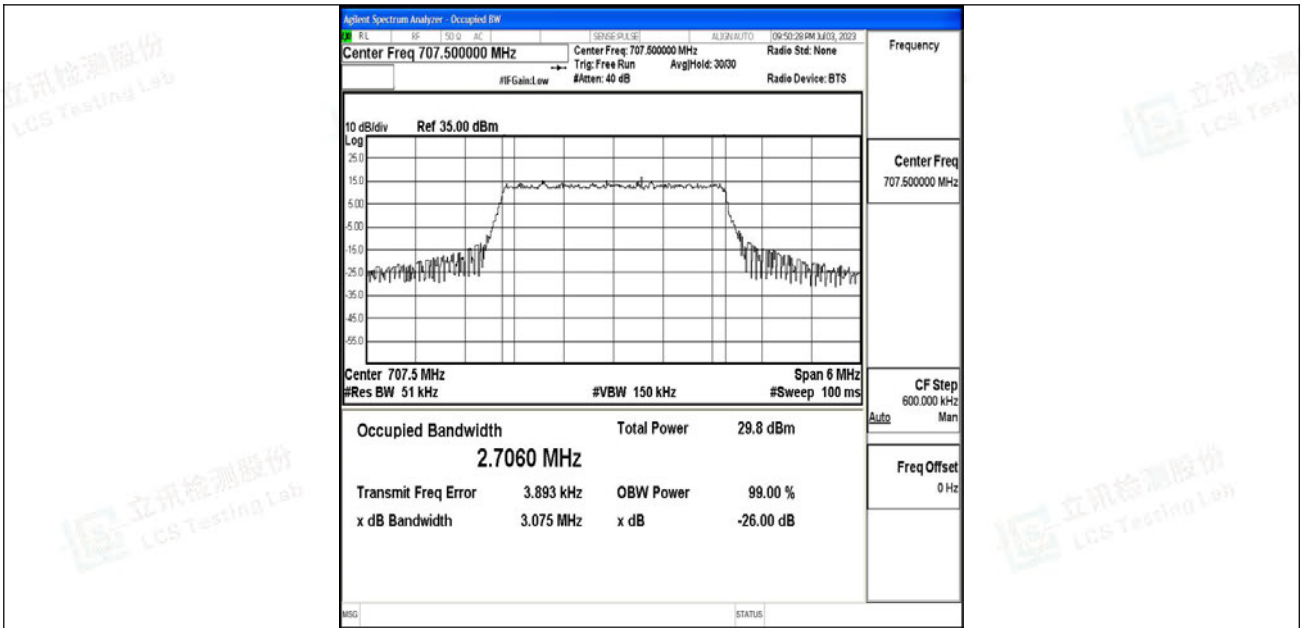 Agilent Spectrum Analyzer - Occupied BW
RL RF 50 Ω AC SENSE:PULSE ALIGN AUTO 09:50:28 PM Jul 03, 2023
Center Freq 707.500000 MHz
Center Freq: 707.500000 MHz Radio Std: None
Trig: Free Run Avg|Hold: 30/30
#IFGain:Low #Atten: 40 dB Radio Device: BTS
10 dB/div Ref 35.00 dBm
Log
25.0
15.0
5.00
-5.00
-15.0
-25.0
-35.0
-45.0
-55.0
Center 707.5 MHz Span 6 MHz
#Res BW 51 kHz #VBW 150 kHz #Sweep 100 ms
Occupied Bandwidth Total Power 29.8 dBm
2.7060 MHz
Transmit Freq Error 3.893 kHz OBW Power 99.00 %
x dB Bandwidth 3.075 MHz x dB -26.00 dB
MSG STATUS
Frequency
Center Freq
707.500000 MHz
CF Step
600.000 kHz
Auto Man
Freq Offset
0 Hz
立讯检测股份
LCS Testing Lab
立讯检测
LCS Testi
立讯检测股份
LCS Testing Lab
立讯检测股份
LCS Testing Lab